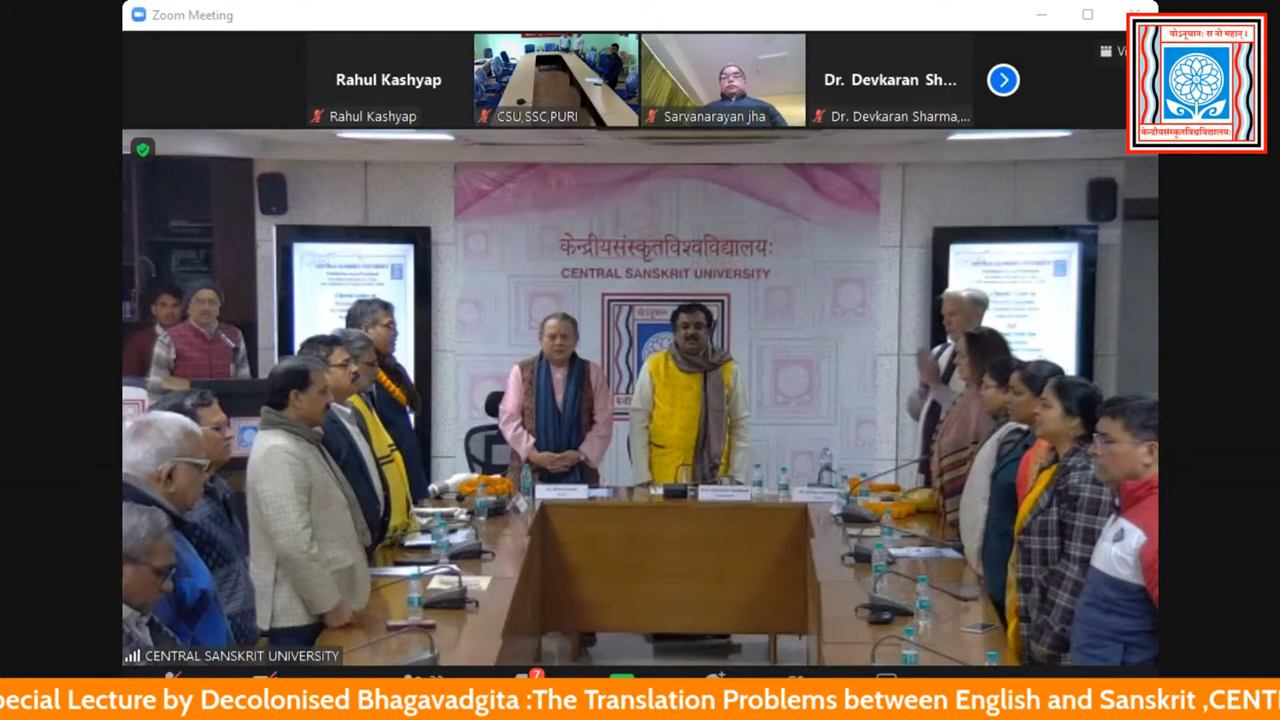 Zoom Meeting
Rahul Kashyap
Rahul Kashyap
CSU,SSC,PURI
Sarvanarayan jha
Dr. Devkaran Sh...
Dr. Devkaran Sharma,...
योऽनूचानः स नो महान्।
केन्द्रीयसंस्कृतविश्वविद्यालयः
केन्द्रीयसंस्कृतविश्वविद्यालयः
CENTRAL SANSKRIT UNIVERSITY
CENTRAL SANSKRIT UNIVERSITY
7
pecial Lecture by Decolonised Bhagavadgita :The Translation Problems between English and Sanskrit ,CENT